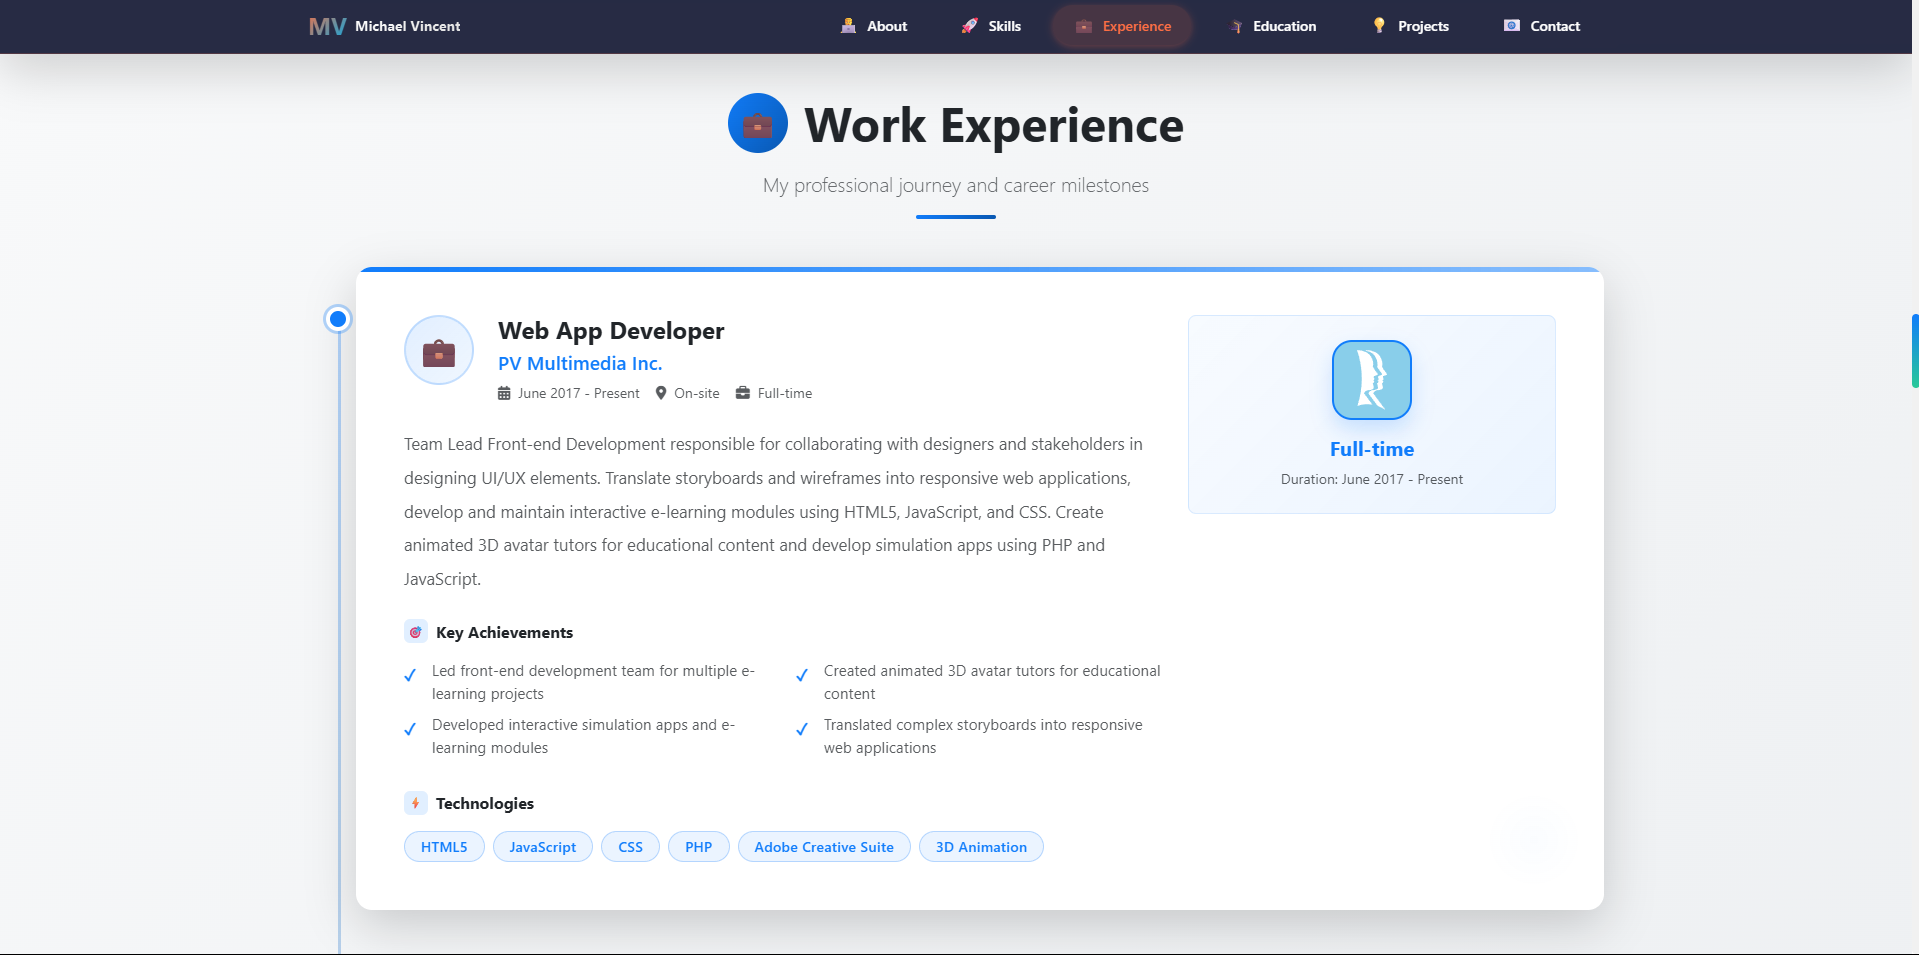 MV Michael Vincent
About
Skills
Experience
Education
Projects
Contact
Work Experience
My professional journey and career milestones
Web App Developer
PV Multimedia Inc.
June 2017 - Present On-site Full-time
Team Lead Front-end Development responsible for collaborating with designers and stakeholders in
designing UI/UX elements. Translate storyboards and wireframes into responsive web applications,
develop and maintain interactive e-learning modules using HTML5, JavaScript, and CSS. Create
animated 3D avatar tutors for educational content and develop simulation apps using PHP and
JavaScript.
Full-time
Duration: June 2017 - Present
Key Achievements
Led front-end development team for multiple e-
learning projects
Created animated 3D avatar tutors for educational
content
Developed interactive simulation apps and e-
learning modules
Translated complex storyboards into responsive
web applications
Technologies
HTML5
JavaScript
CSS
PHP
Adobe Creative Suite
3D Animation